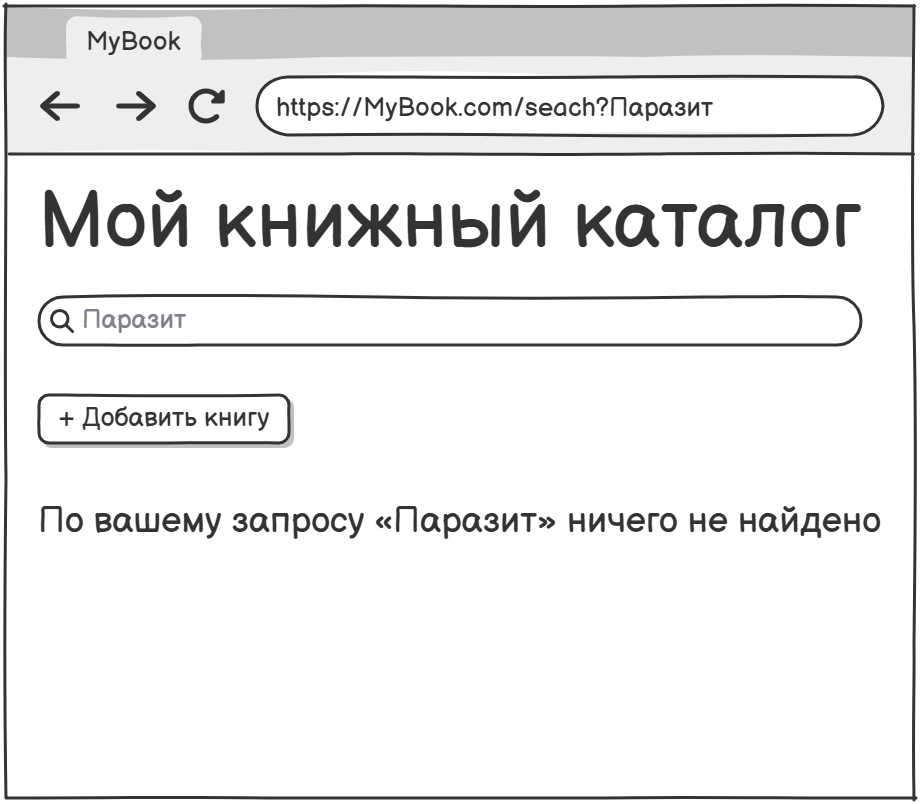 MyBook
https://MyBook.com/seach?Паразит
Мой книжный каталог
Паразит
+ Добавить книгу
По вашему запросу «Паразит» ничего не найдено